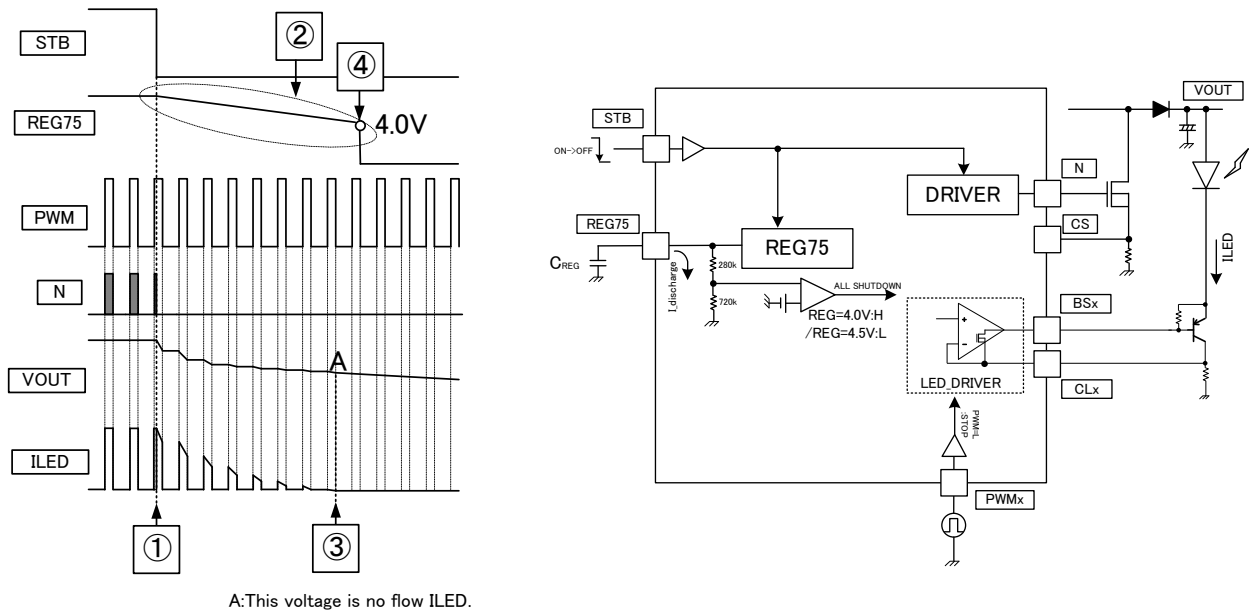 STB
②
④
REG75
4.0V
PWM
N
VOUT
A
ILED
①
③
A:This voltage is no flow ILED.
VOUT
STB
ON->OFF
DRIVER
N
CS
REG75
REG75
CREG
I_discharge
280k
720k
ALL SHUTDOWN
REG=4.0V:H
/REG=4.5V:L
ILED
+
-
LED_DRIVER
BSx
CLx
PWM=L
:STOP
PWMx